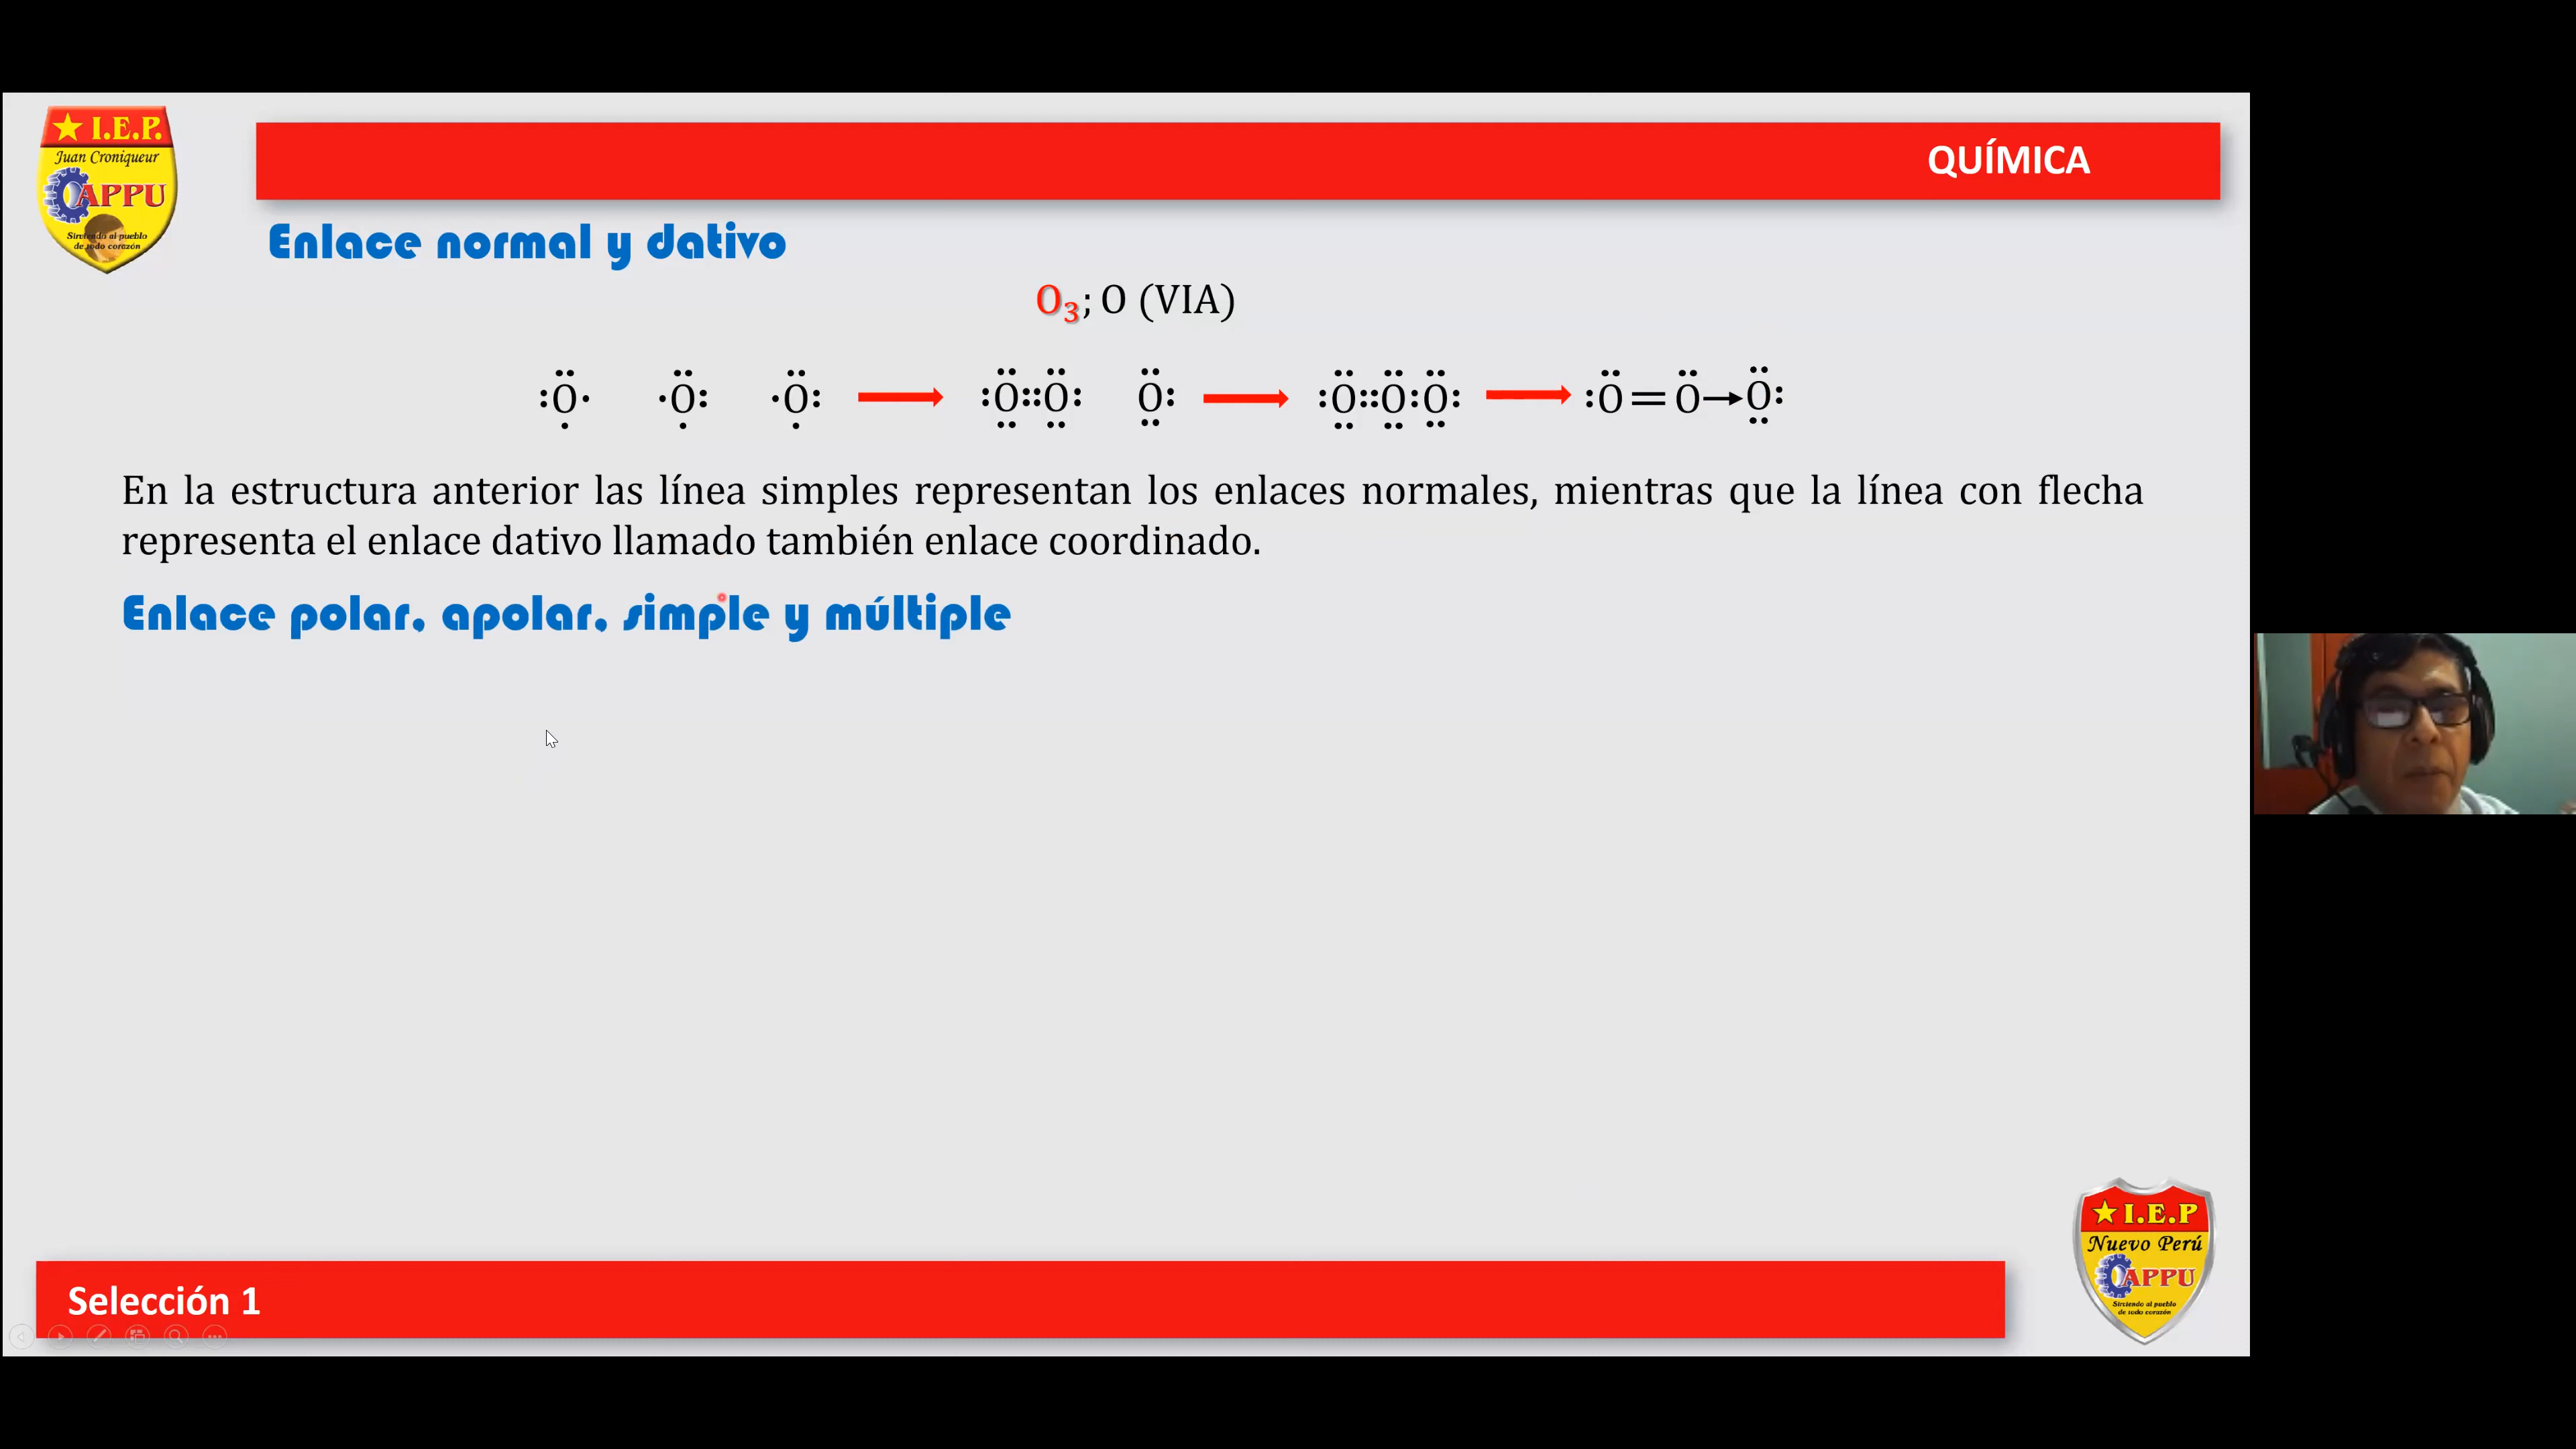 ★ I.E.P.
Juan Croniqueur
CAPPU
Sirviendo al pueblo
de todo corazón
QUÍMICA
Enlace normal y dativo
O₃; O (VIA)
:Ö· ·Ö: ·Ö: → :Ö::Ö: Ö: → :Ö::Ö:Ö: → :Ö=Ö→Ö:
En la estructura anterior las línea simples representan los enlaces normales, mientras que la línea con flecha
representa el enlace dativo llamado también enlace coordinado.
Enlace polar, apolar, simple y múltiple
Selección 1
★ I.E.P
Nuevo Perú
CAPPU
Sirviendo al pueblo
de todo corazón